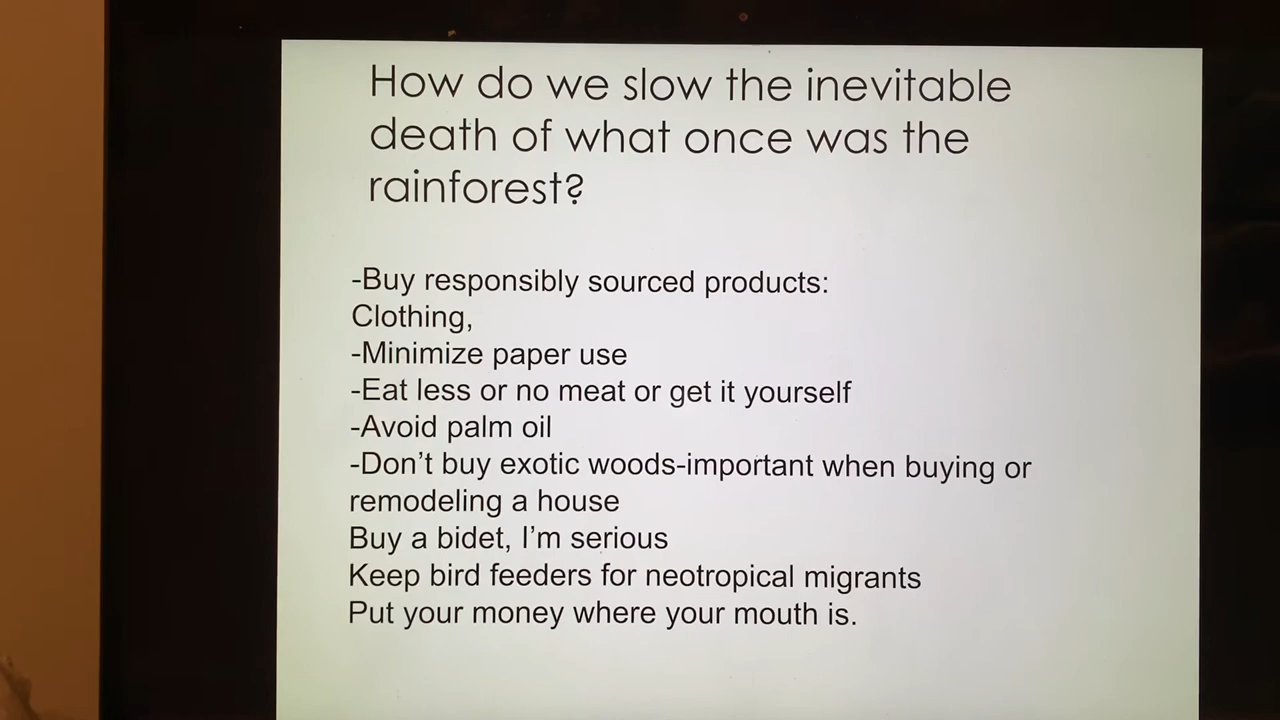 How do we slow the inevitable
death of what once was the
rainforest?
-Buy responsibly sourced products:
Clothing,
-Minimize paper use
-Eat less or no meat or get it yourself
-Avoid palm oil
-Don't buy exotic woods-important when buying or
remodeling a house
Buy a bidet, I'm serious
Keep bird feeders for neotropical migrants
Put your money where your mouth is.